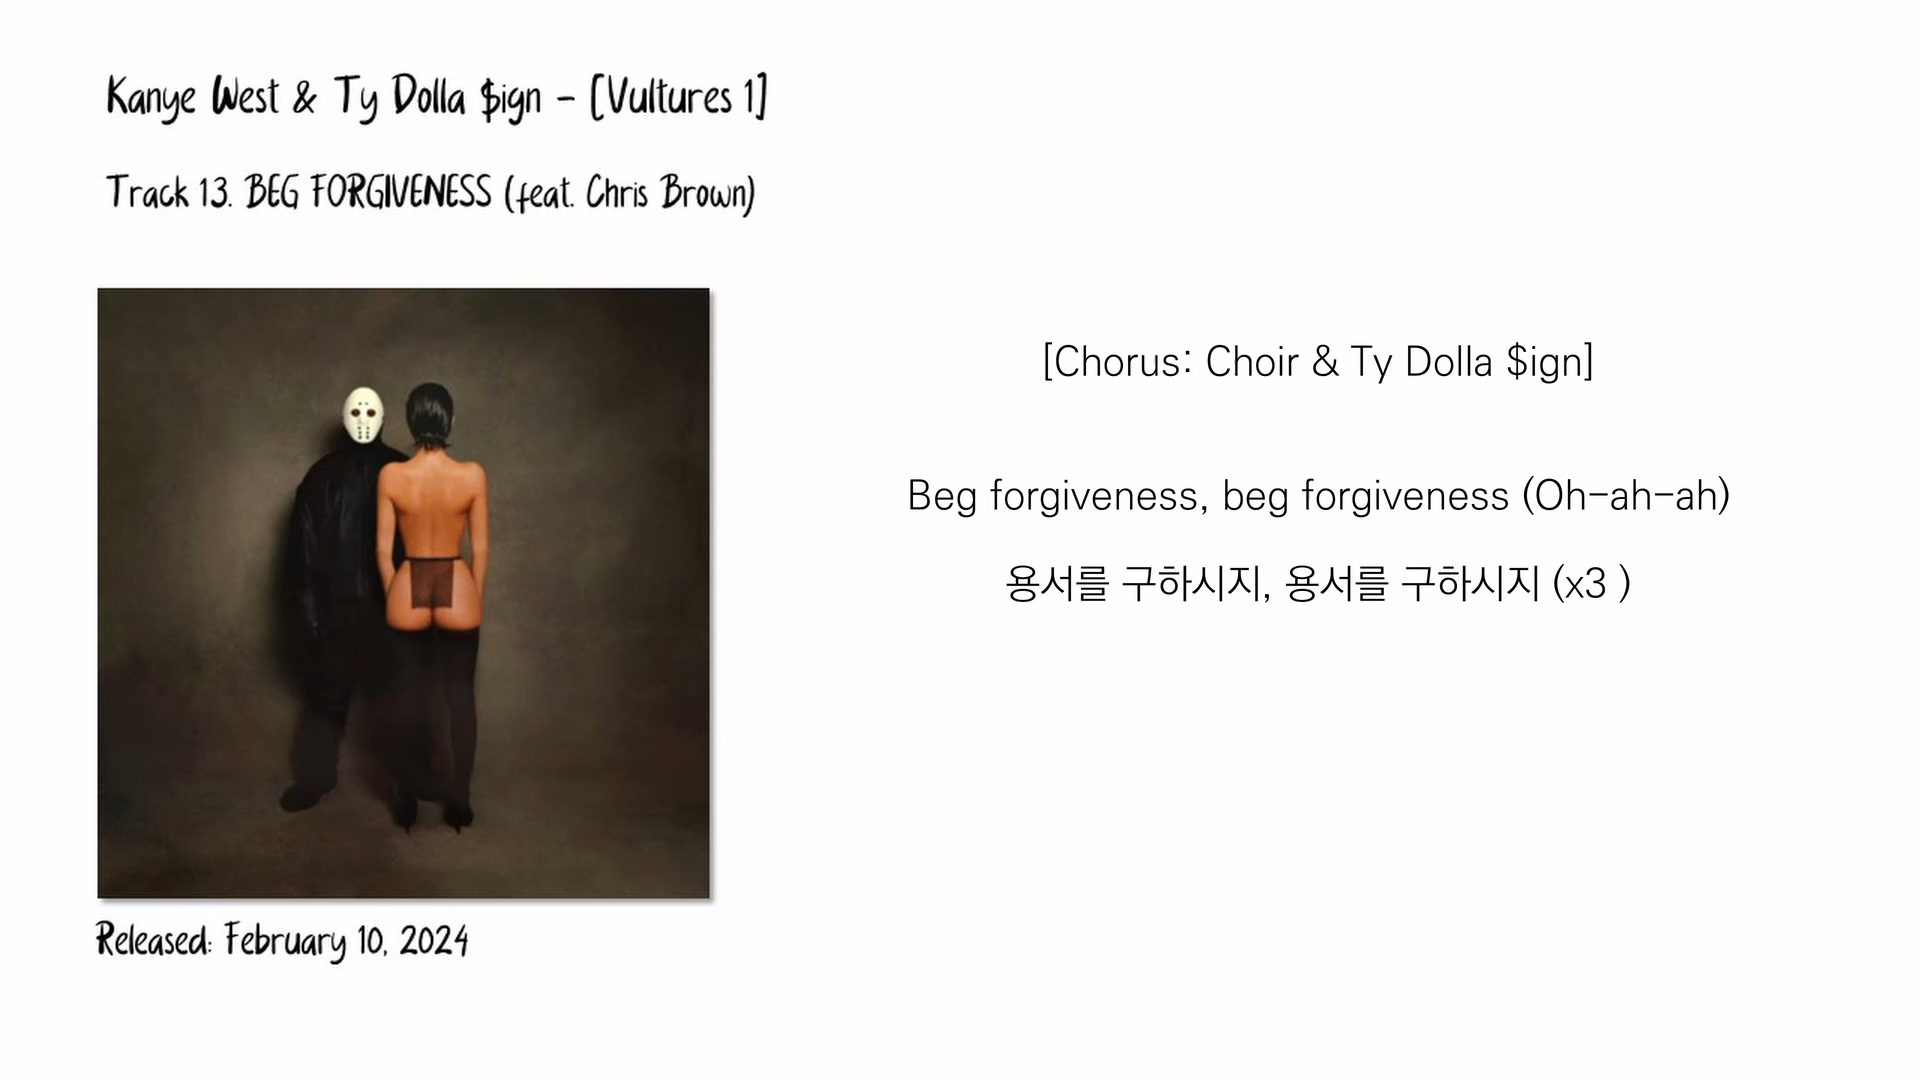 Kanye West & Ty Dolla $ign - [Vultures 1]
Track 13. BEG FORGIVENESS (feat. Chris Brown)
[Chorus: Choir & Ty Dolla $ign]
Beg forgiveness, beg forgiveness (Oh-ah-ah)
용서를 구하시지, 용서를 구하시지 (x3 )
Released: February 10, 2024